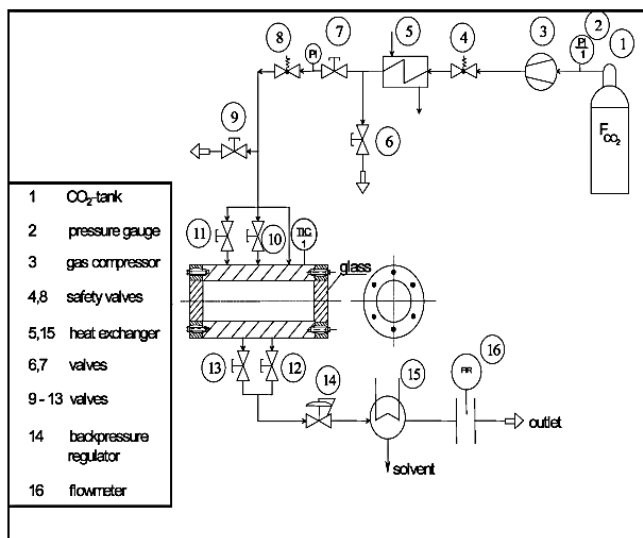 8
7
5
4
3
2
1
PI
PI
1
9
6
F CO2
11
10
TIC
1
glass
1 CO2-tank
2 pressure gauge
3 gas compressor
4,8 safety valves
5,15 heat exchanger
6,7 valves
9 - 13 valves
14 backpressure
regulator
16 flowmeter
13
12
14
15
16
outlet
solvent